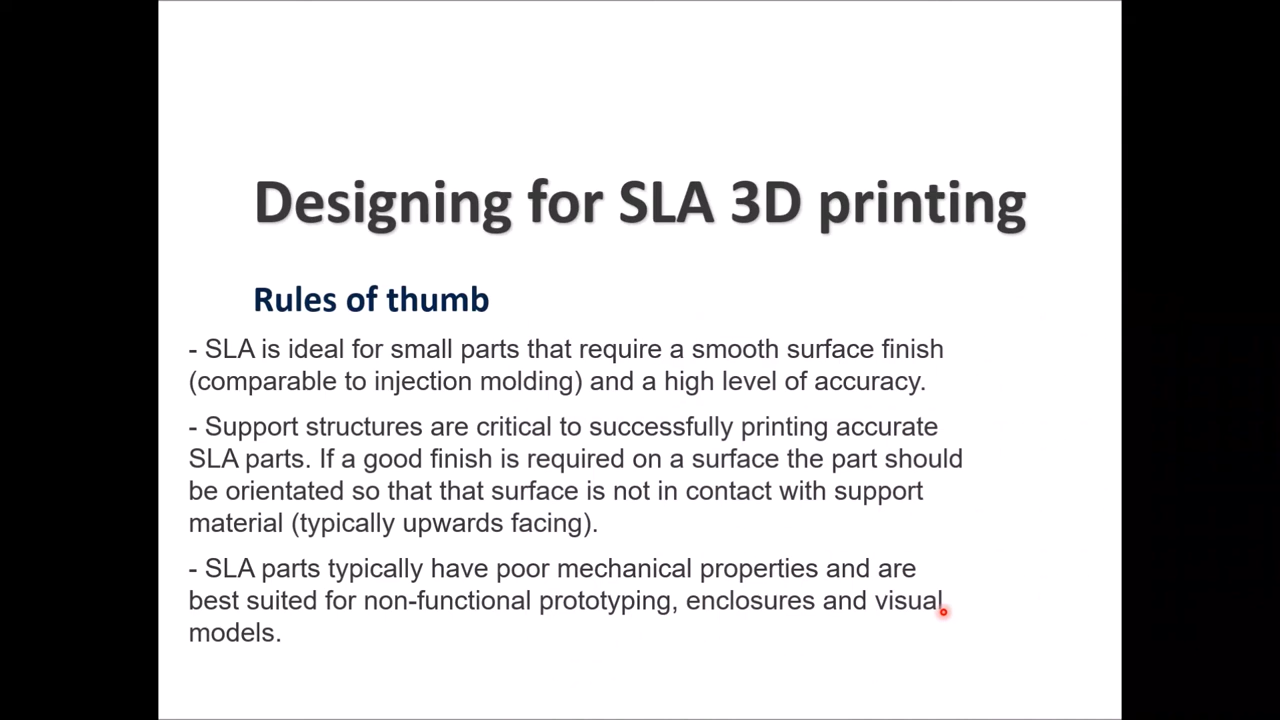 Designing for SLA 3D printing
Rules of thumb
- SLA is ideal for small parts that require a smooth surface finish
(comparable to injection molding) and a high level of accuracy.
- Support structures are critical to successfully printing accurate
SLA parts. If a good finish is required on a surface the part should
be orientated so that that surface is not in contact with support
material (typically upwards facing).
- SLA parts typically have poor mechanical properties and are
best suited for non-functional prototyping, enclosures and visual
models.